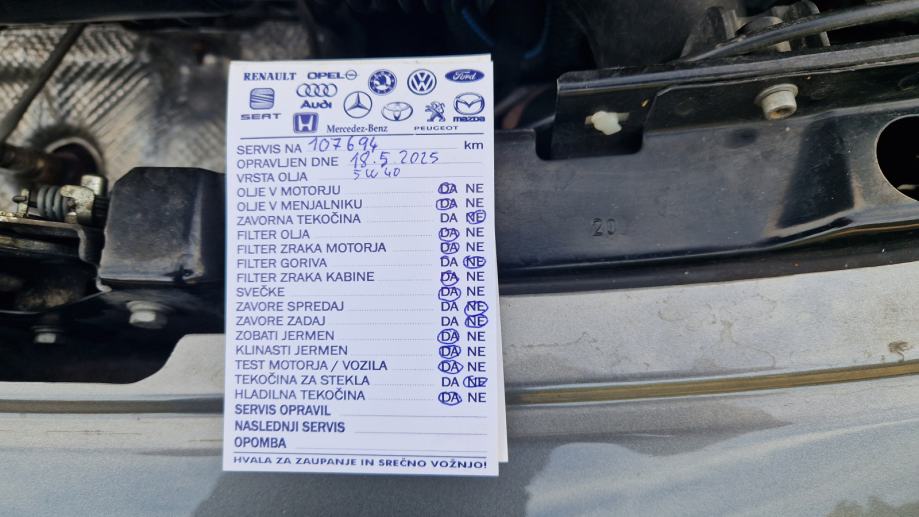 RENAULT OPEL Ford
SEAT Audi
Mercedes-Benz PEUGEOT mazda
SERVIS NA 107694 km
OPRAVLJEN DNE 18.5.2025
VRSTA OLJA 5W40
OLJE V MOTORJU DA NE
OLJE V MENJALNIKU DA NE
ZAVORNA TEKOČINA DA NE
FILTER OLJA DA NE
FILTER ZRAKA MOTORJA DA NE
FILTER GORIVA DA NE
FILTER ZRAKA KABINE DA NE
SVEČKE DA NE
ZAVORE SPREDAJ DA NE
ZAVORE ZADAJ DA NE
ZOBATI JERMEN DA NE
KLINASTI JERMEN DA NE
TEST MOTORJA / VOZILA DA NE
TEKOČINA ZA STEKLA DA NE
HLADILNA TEKOČINA DA NE
SERVIS OPRAVIL
NASLEDNJI SERVIS
OPOMBA
HVALA ZA ZAUPANJE IN SREČNO VOŽNJO!
20